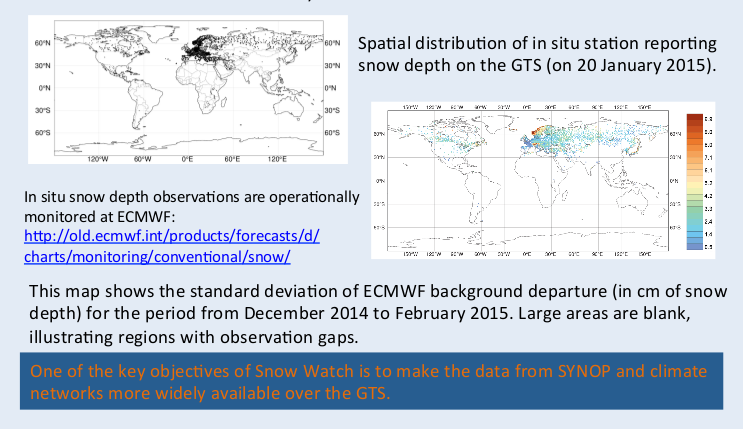 60°N
30°N
0°N
30°S
60°S
60°N
30°N
0°N
30°S
60°S
120°W 60°W 0°E 60°E 120°E
Spatial distribution of in situ station reporting
snow depth on the GTS (on 20 January 2015).
150°W 120°W 90°W 60°W 30°W 0°E 30°E 60°E 90°E 120°E 150°E
60°N
30°N
0°N
30°S
60°S
150°W 120°W 90°W 60°W 30°W 0°E 30°E 60°E 90°E 120°E 150°E
In situ snow depth observations are operationally
monitored at ECMWF:
http://old.ecmwf.int/products/forecasts/d/
charts/monitoring/conventional/snow/
This map shows the standard deviation of ECMWF background departure (in cm of snow
depth) for the period from December 2014 to February 2015. Large areas are blank,
illustrating regions with observation gaps.
One of the key objectives of Snow Watch is to make the data from SYNOP and climate
networks more widely available over the GTS.